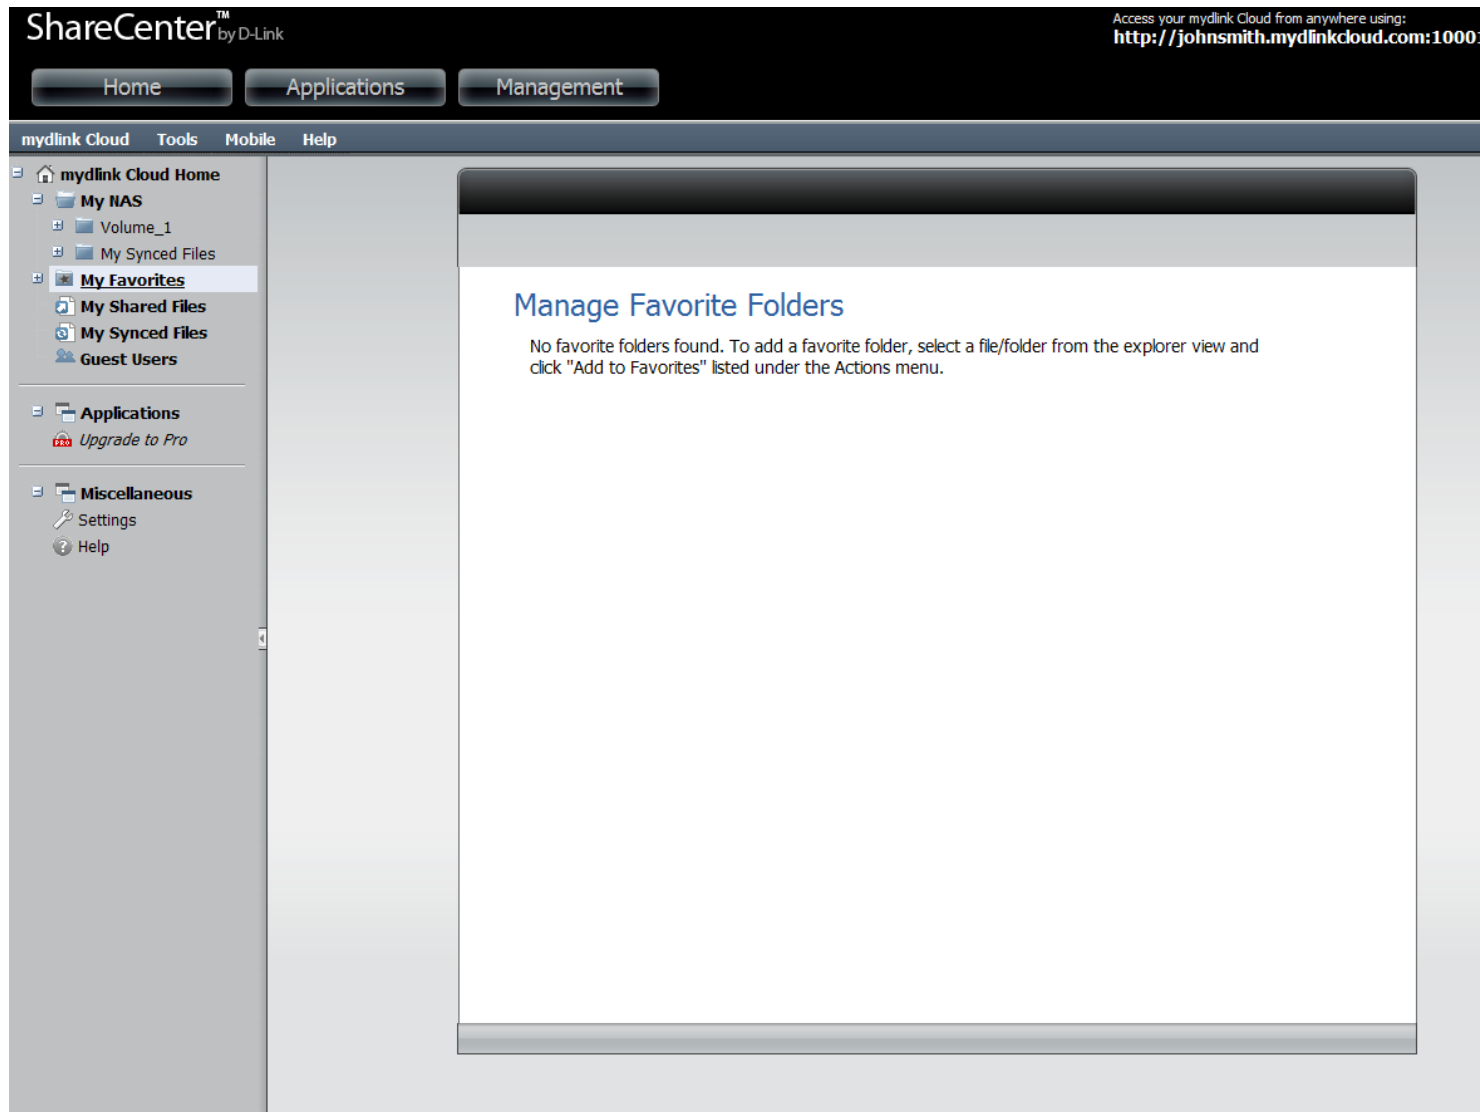 ShareCenter™ by D-Link
Access your mydlink Cloud from anywhere using:
http://johnsmith.mydlinkcloud.com:10001
Home Applications Management
mydlink Cloud Tools Mobile Help
mydlink Cloud Home
My NAS
Volume_1
My Synced Files
My Favorites
My Shared Files
My Synced Files
Guest Users
Applications
PRO Upgrade to Pro
Miscellaneous
Settings
? Help
Manage Favorite Folders
No favorite folders found. To add a favorite folder, select a file/folder from the explorer view and
click "Add to Favorites" listed under the Actions menu.